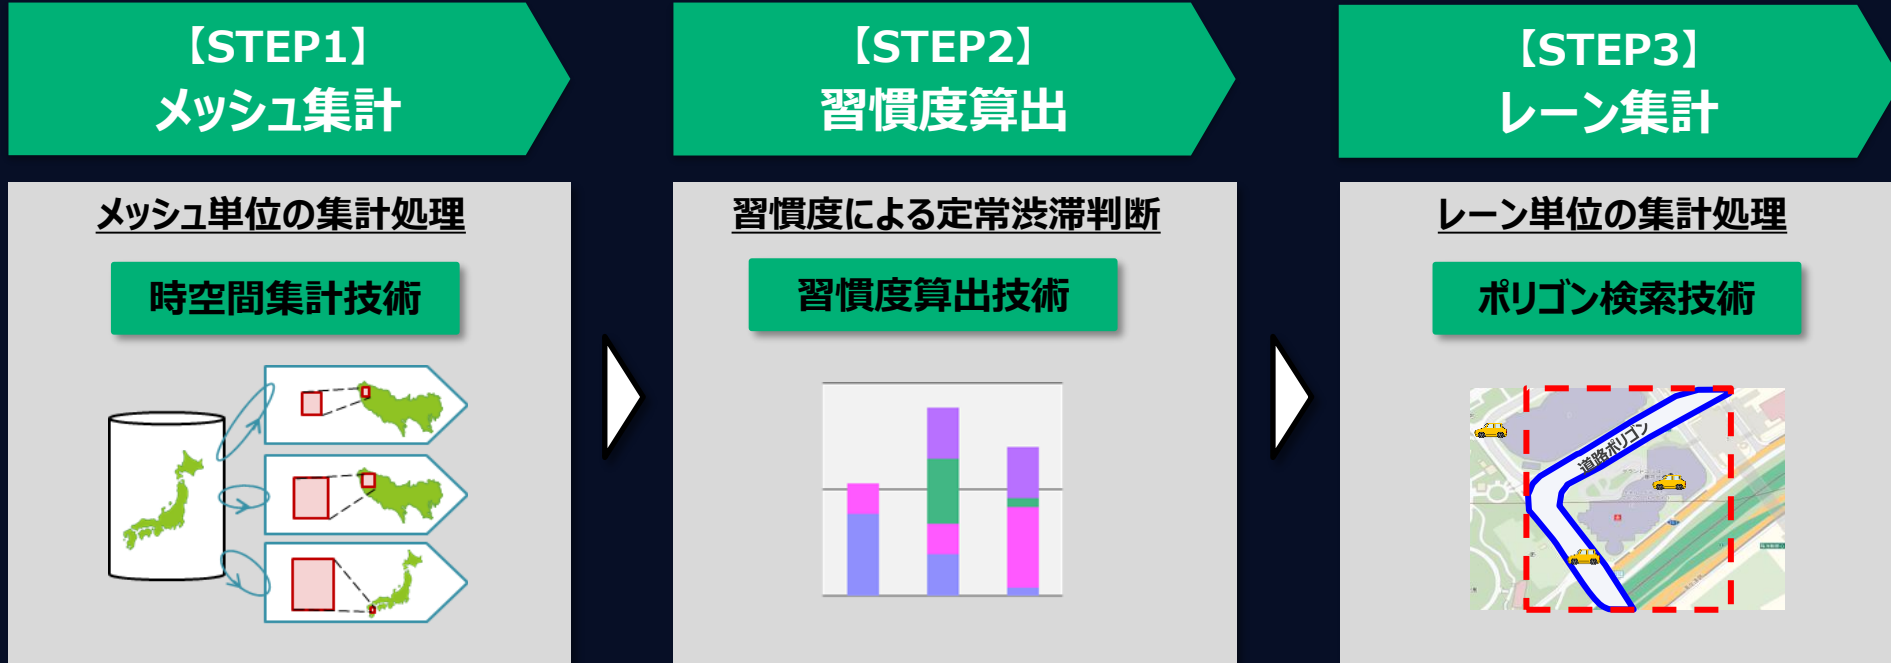 【STEP1】
メッシュ集計
メッシュ単位の集計処理
時空間集計技術
【STEP2】
習慣度算出
習慣度による定常渋滞判断
習慣度算出技術
【STEP3】
レーン集計
レーン単位の集計処理
ポリゴン検索技術
道路ポリゴン